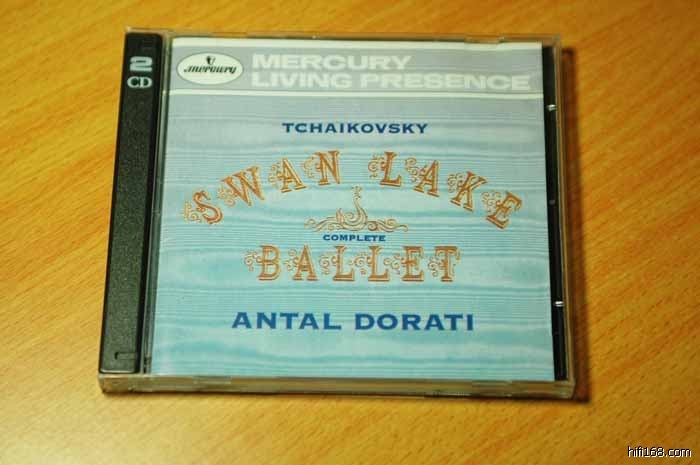 2
CD
Mercury
MERCURY
LIVING PRESENCE
TCHAIKOVSKY
SWAN LAKE
COMPLETE
BALLET
ANTAL DORATI
hifi168.com